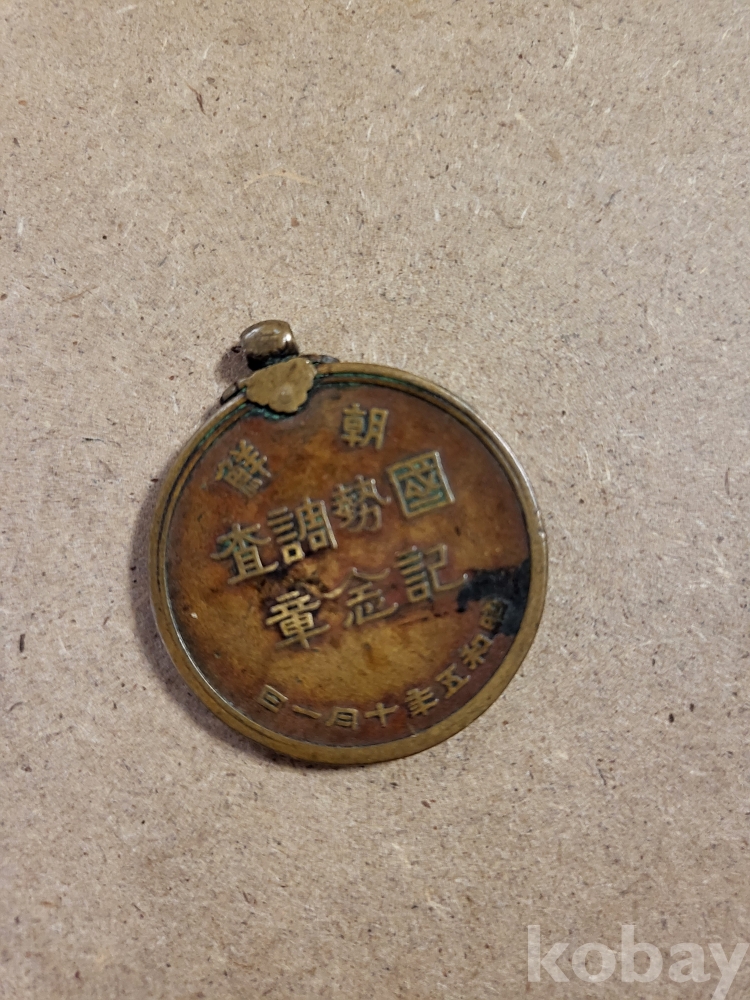 朝鮮
國勢調査
記念章
昭和五年十月一日
kobay